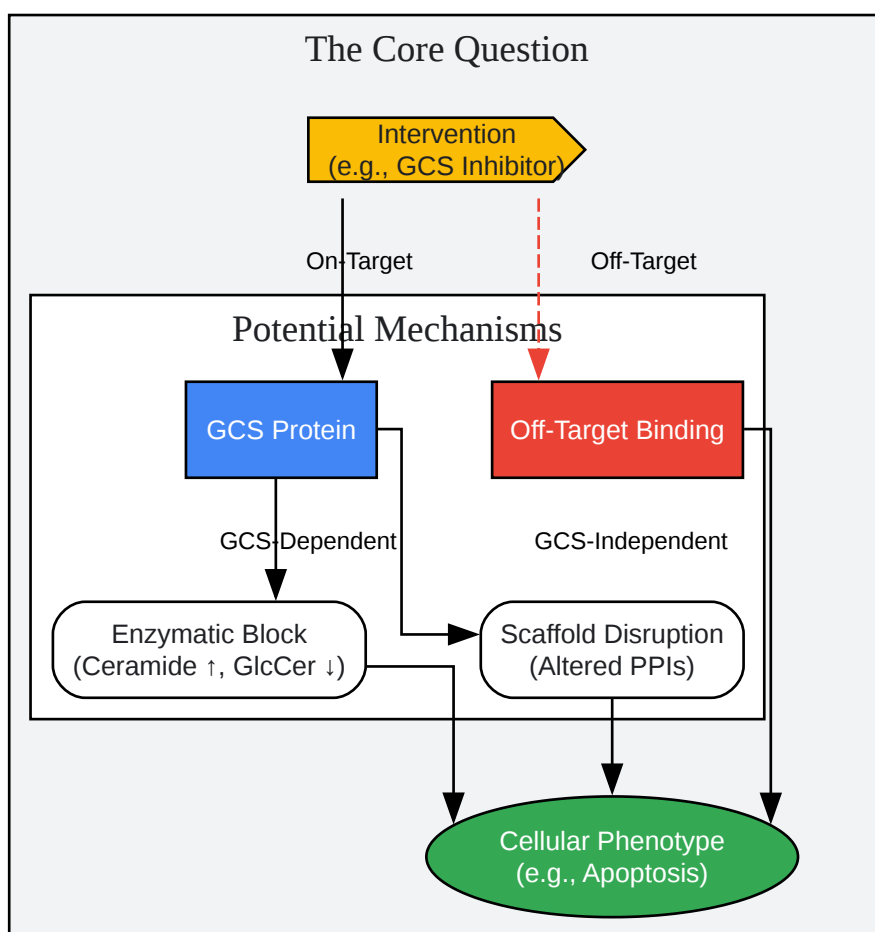 The Core Question
Intervention
(e.g., GCS Inhibitor)
On-Target
Off-Target
Potential Mechanisms
GCS Protein
Off-Target Binding
GCS-Dependent
GCS-Independent
Enzymatic Block
(Ceramide ↑, GlcCer ↓)
Scaffold Disruption
(Altered PPIs)
Cellular Phenotype
(e.g., Apoptosis)